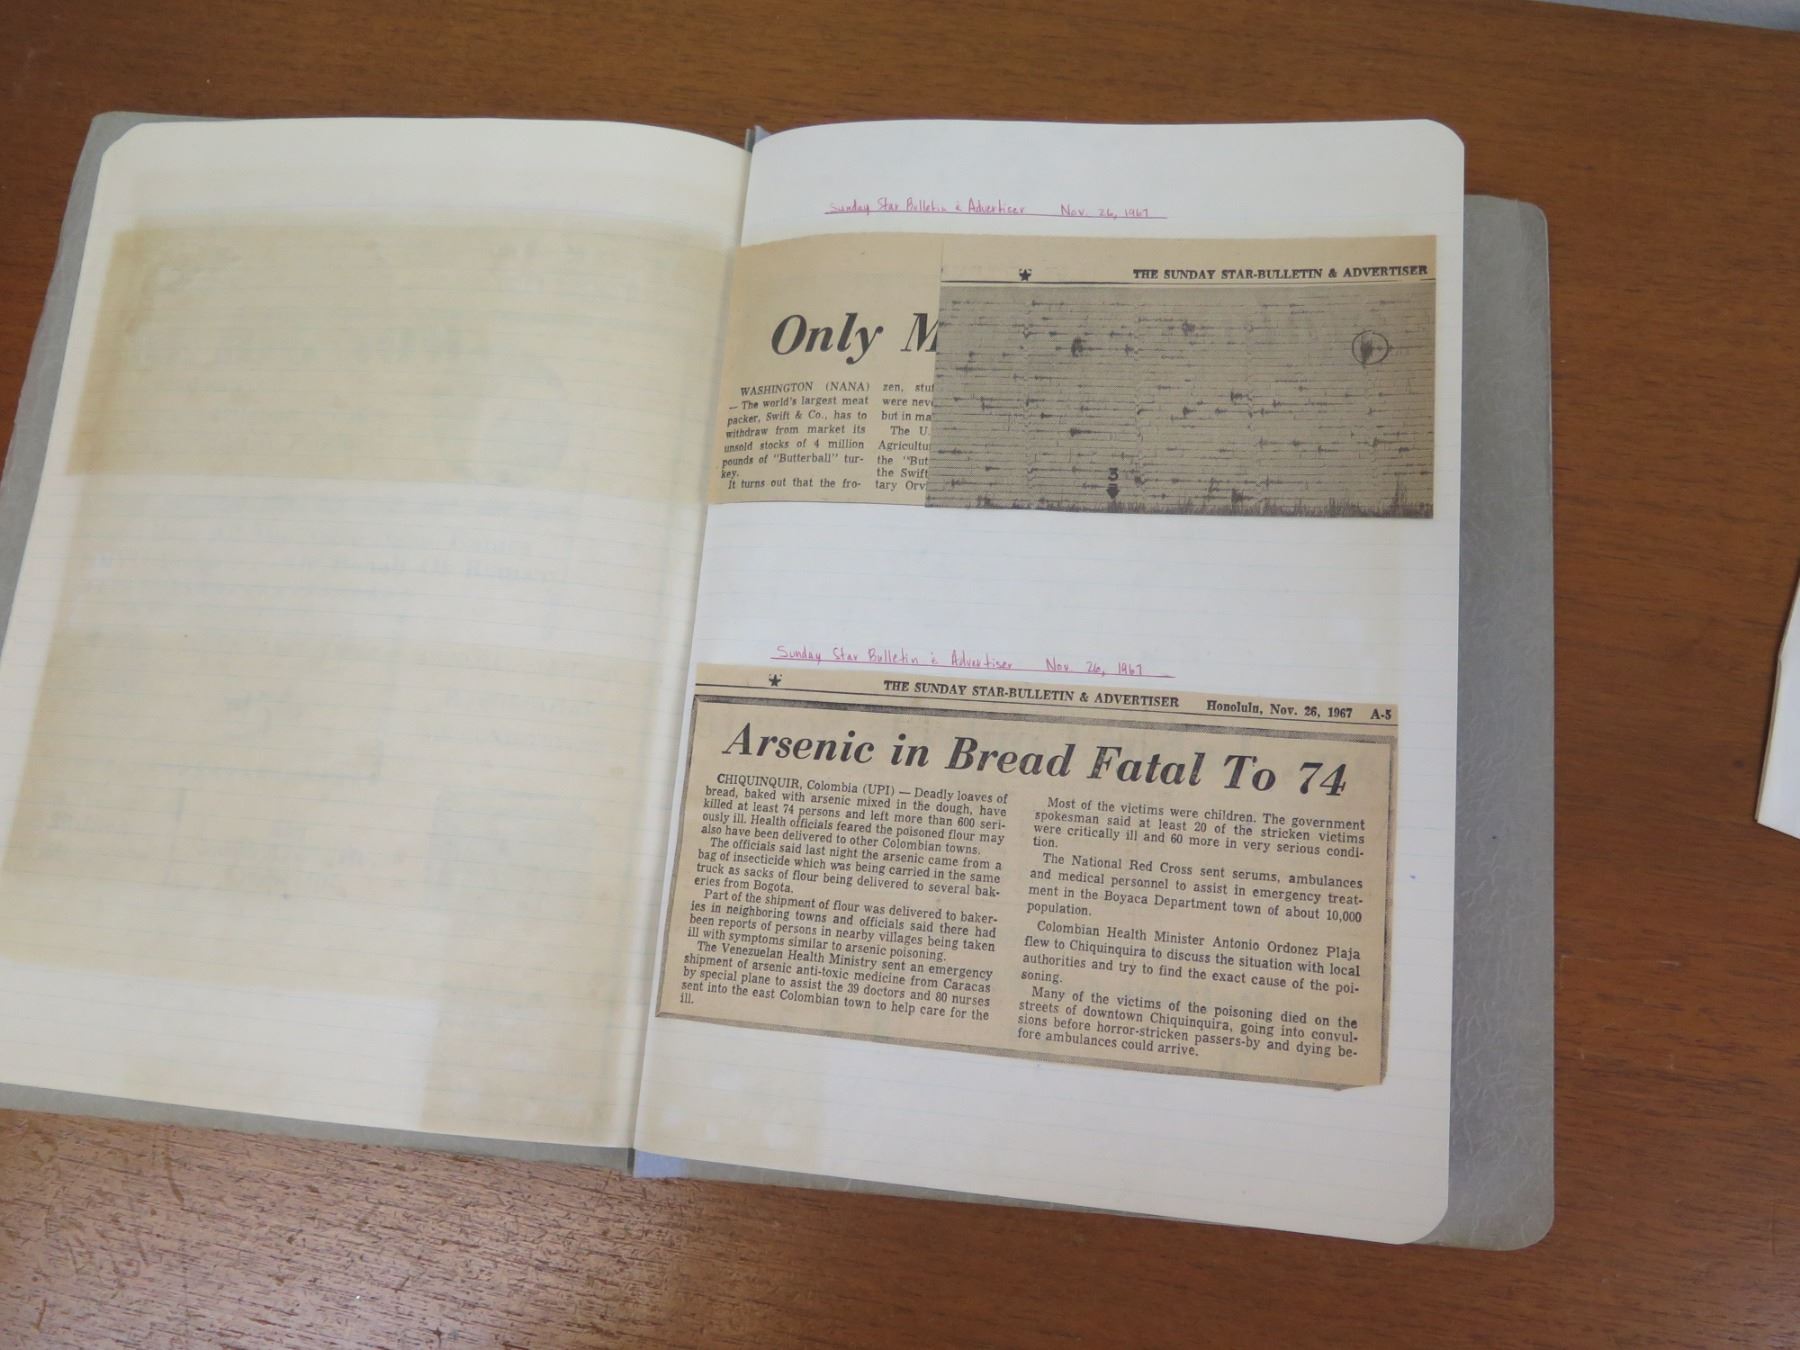 Sunday Star Bulletin & Advertiser Nov. 26, 1967
★ THE SUNDAY STAR-BULLETIN & ADVERTISER
Only M
WASHINGTON (NANA)
— The world's largest meat
packer, Swift & Co., has to
withdraw from market its
unsold stocks of 4 million
pounds of "Butterball" tur-
key.
It turns out that the fro-
zen, stuf
were neve
but in ma
The U.
Agricultu
the "But
the Swift
tary Orv
3
Sunday Star Bulletin & Advertiser Nov. 26, 1967
★ THE SUNDAY STAR-BULLETIN & ADVERTISER Honolulu, Nov. 26, 1967 A-5
Arsenic in Bread Fatal To 74
CHIQUINQUIR, Colombia (UPI) — Deadly loaves of
bread, baked with arsenic mixed in the dough, have
killed at least 74 persons and left more than 600 seri-
ously ill. Health officials feared the poisoned flour may
also have been delivered to other Colombian towns.
The officials said last night the arsenic came from a
bag of insecticide which was being carried in the same
truck as sacks of flour being delivered to several bak-
eries from Bogota.
Part of the shipment of flour was delivered to baker-
ies in neighboring towns and officials said there had
been reports of persons in nearby villages being taken
ill with symptoms similar to arsenic poisoning.
The Venezuelan Health Ministry sent an emergency
shipment of arsenic anti-toxic medicine from Caracas
by special plane to assist the 39 doctors and 80 nurses
sent into the east Colombian town to help care for the
ill.
Most of the victims were children. The government
spokesman said at least 20 of the stricken victims
were critically ill and 60 more in very serious condi-
tion.
The National Red Cross sent serums, ambulances
and medical personnel to assist in emergency treat-
ment in the Boyaca Department town of about 10,000
population.
Colombian Health Minister Antonio Ordonez Plaja
flew to Chiquinquira to discuss the situation with local
authorities and try to find the exact cause of the poi-
soning.
Many of the victims of the poisoning died on the
streets of downtown Chiquinquira, going into convul-
sions before horror-stricken passers-by and dying be-
fore ambulances could arrive.